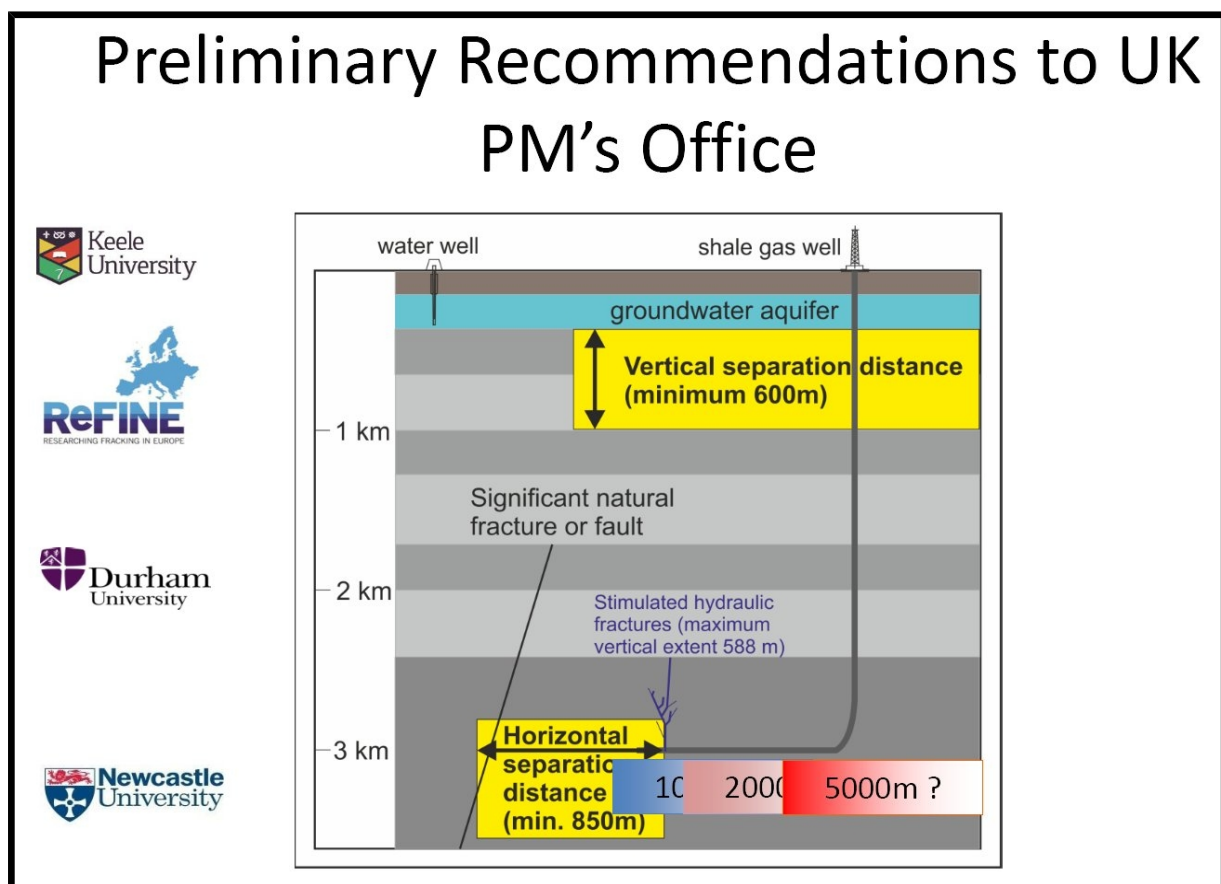 Preliminary Recommendations to UK
PM's Office
Keele
University
ReFINE
RESEARCHING FRACKING IN EUROPE
Durham
University
Newcastle
University
water well
shale gas well
groundwater aquifer
Vertical separation distance
(minimum 600m)
1 km
Significant natural
fracture or fault
2 km
Stimulated hydraulic
fractures (maximum
vertical extent 588 m)
3 km
Horizontal
distance
(min. 850m)
5000m ?